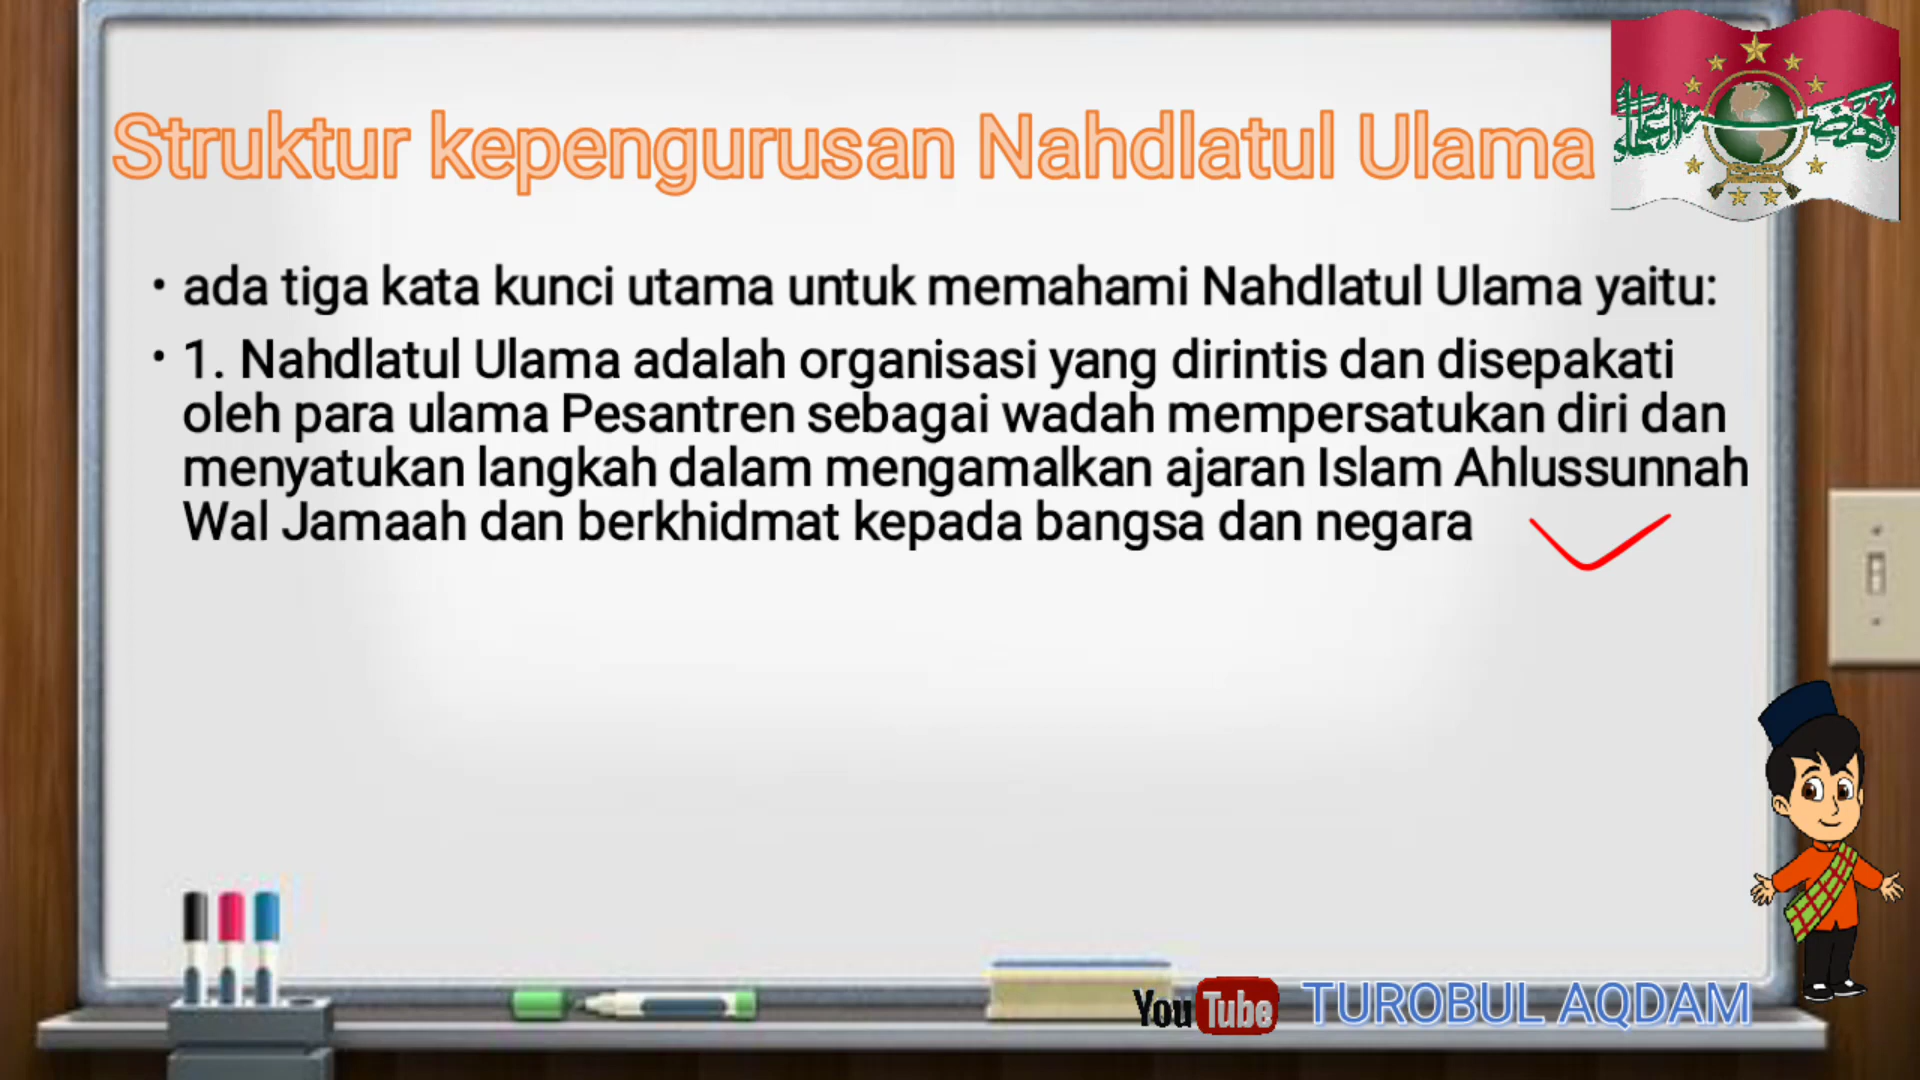 Struktur kepengurusan Nahdlatul Ulama
• ada tiga kata kunci utama untuk memahami Nahdlatul Ulama yaitu:
• 1. Nahdlatul Ulama adalah organisasi yang dirintis dan disepakati
oleh para ulama Pesantren sebagai wadah mempersatukan diri dan
menyatukan langkah dalam mengamalkan ajaran Islam Ahlussunnah
Wal Jamaah dan berkhidmat kepada bangsa dan negara
YouTube TUROBUL AQDAM